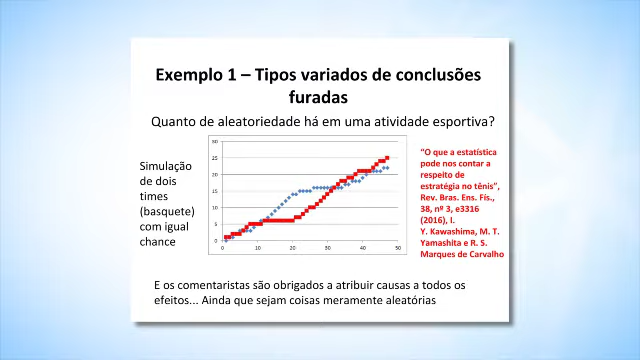 Exemplo 1 – Tipos variados de conclusões
furadas
Quanto de aleatoriedade há em uma atividade esportiva?
Simulação
de dois
times
(basquete)
com igual
chance
30
25
20
15
10
5
0
0
10
20
30
40
50
“O que a estatística
pode nos contar a
respeito de
estratégia no tênis”,
Rev. Bras. Ens. Fís.,
38, nº 3, e3316
(2016), I.
Y. Kawashima, M. T.
Yamashita e R. S.
Marques de Carvalho
E os comentaristas são obrigados a atribuir causas a todos os
efeitos... Ainda que sejam coisas meramente aleatórias